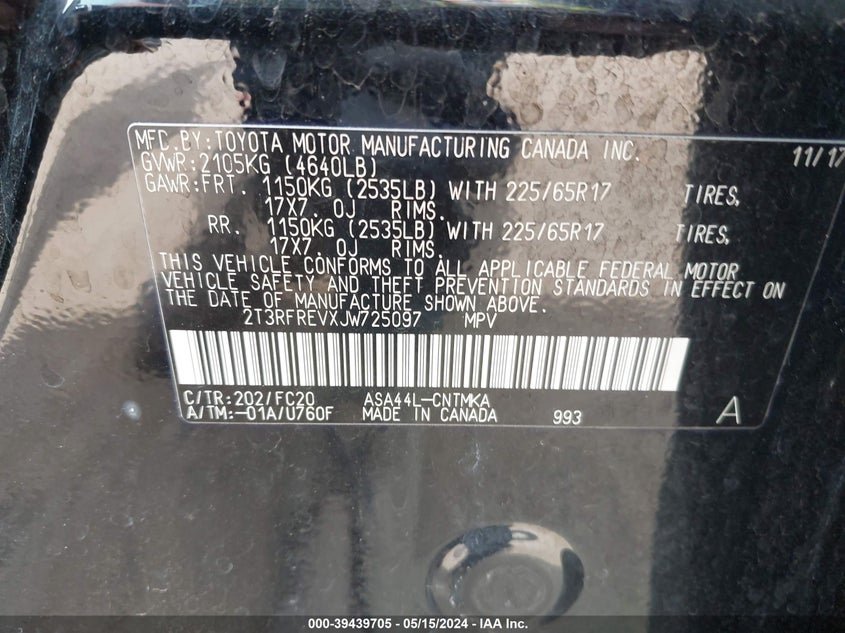 MFC.BY:TOYOTA MOTOR MANUFACTURING CANADA INC. 11/17
GVWR:2105KG (4640LB)
GAWR:FRT. 1150KG (2535LB) WITH 225/65R17 TIRES,
17X7.0J RIMS.
RR. 1150KG (2535LB) WITH 225/65R17 TIRES,
17X7.0J RIMS.
THIS VEHICLE CONFORMS TO ALL APPLICABLE FEDERAL MOTOR
VEHICLE SAFETY AND THEFT PREVENTION STANDARDS IN EFFECT ON
THE DATE OF MANUFACTURE SHOWN ABOVE.
2T3RFREVXJW725097 MPV
C/TR:202/FC20 ASA44L-CNTMKA
A/TM:-01A/U760F MADE IN CANADA 993 A
000-39439705 - 05/15/2024 - IAA Inc.